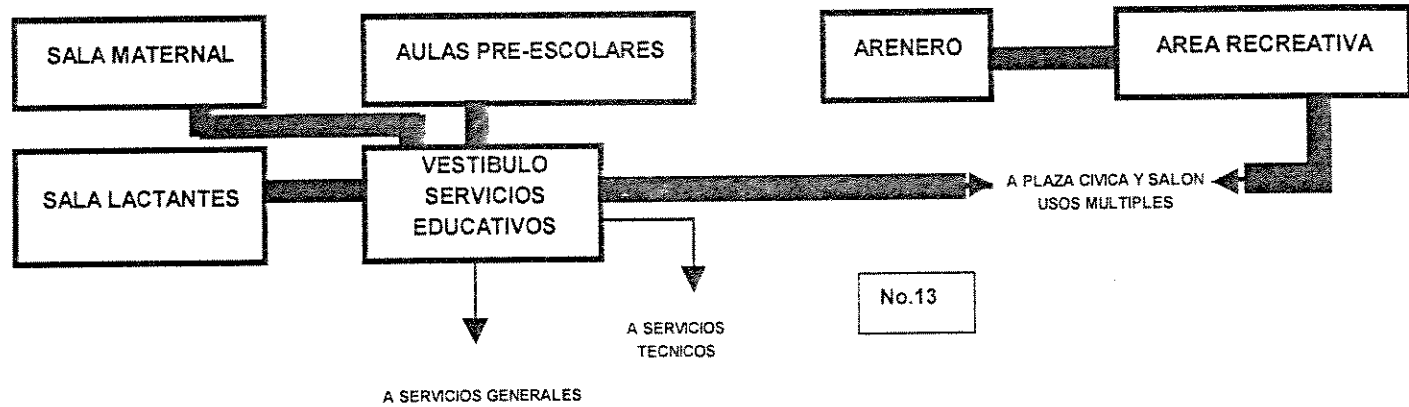 SALA MATERNAL
AULAS PRE-ESCOLARES
ARENERO
AREA RECREATIVA
SALA LACTANTES
VESTIBULO
SERVICIOS
EDUCATIVOS
A PLAZA CIVICA Y SALON
USOS MULTIPLES
No.13
A SERVICIOS
TECNICOS
A SERVICIOS GENERALES